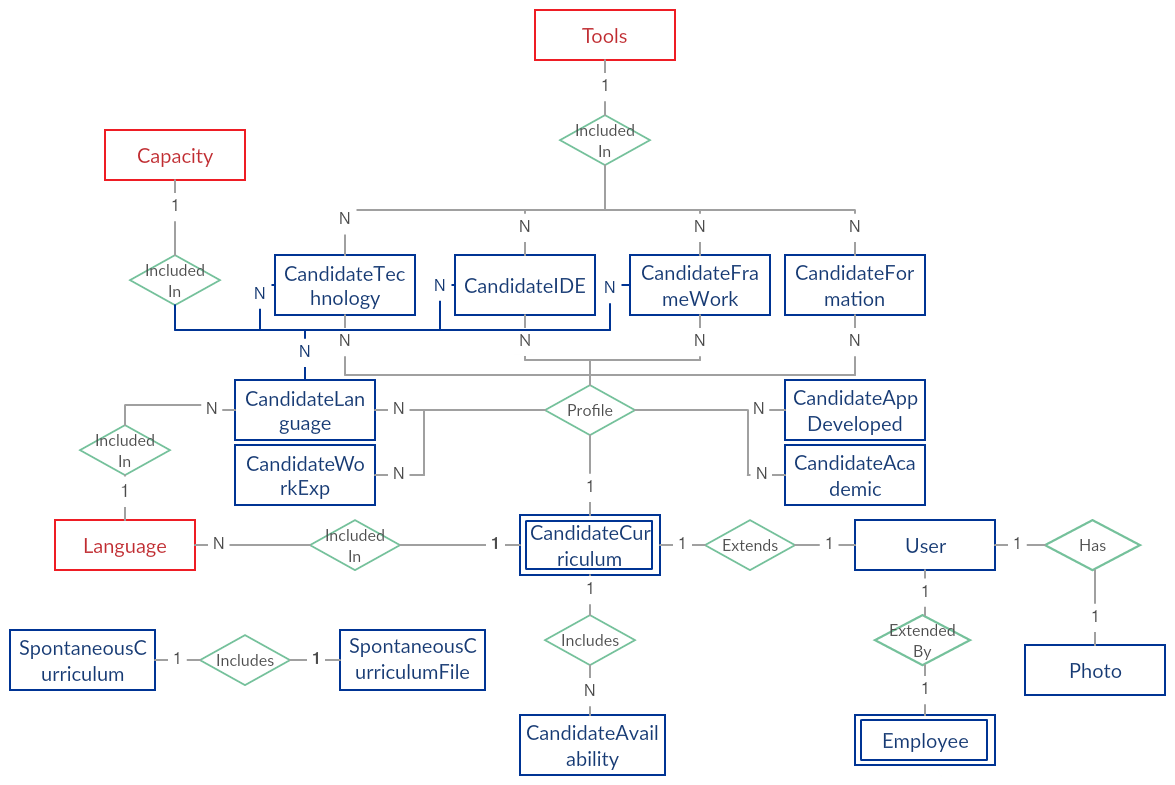 Tools
1
Included
In
Capacity
1
Included
In
N
N
N
N
CandidateTec
hnology
CandidateIDE
CandidateFra
meWork
CandidateFor
mation
N
N
N
N
N
N
N
N
CandidateLan
guage
N
N
Profile
N
CandidateApp
Developed
Included
In
1
CandidateWo
rkExp
N
1
N
CandidateAca
demic
Language
N
Included
In
1
CandidateCur
riculum
1
Extends
1
User
1
Has
1
1
1
SpontaneousC
urriculum
1
Includes
1
SpontaneousC
urriculumFile
Includes
N
CandidateAvail
ability
Extended
By
1
Employee
Photo